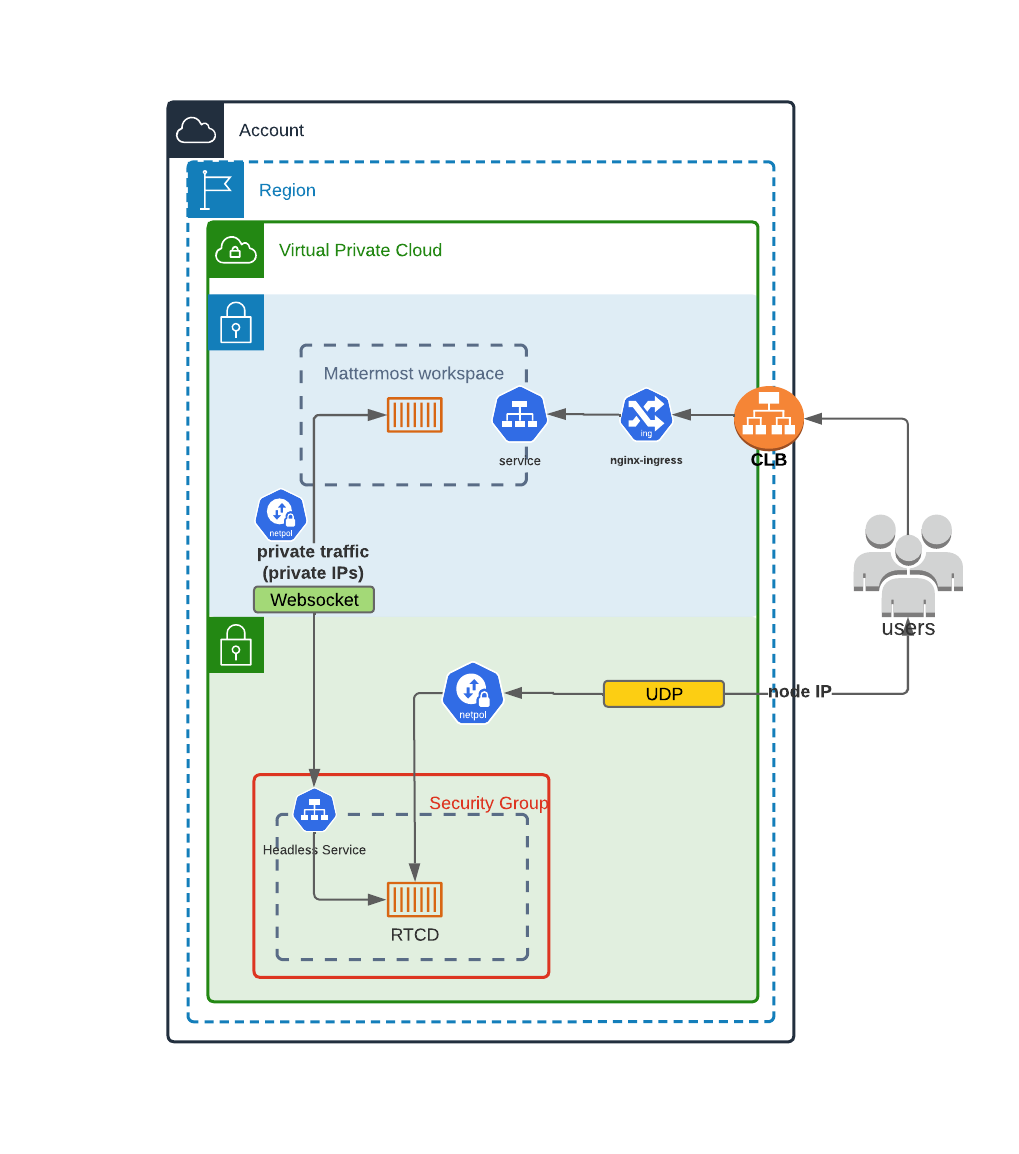 Account
Region
Virtual Private Cloud
Mattermost workspace
service
ing
nginx-ingress
CLB
netpol
private traffic
(private IPs)
Websocket
users
netpol
UDP
node IP
Security Group
Headless Service
RTCD